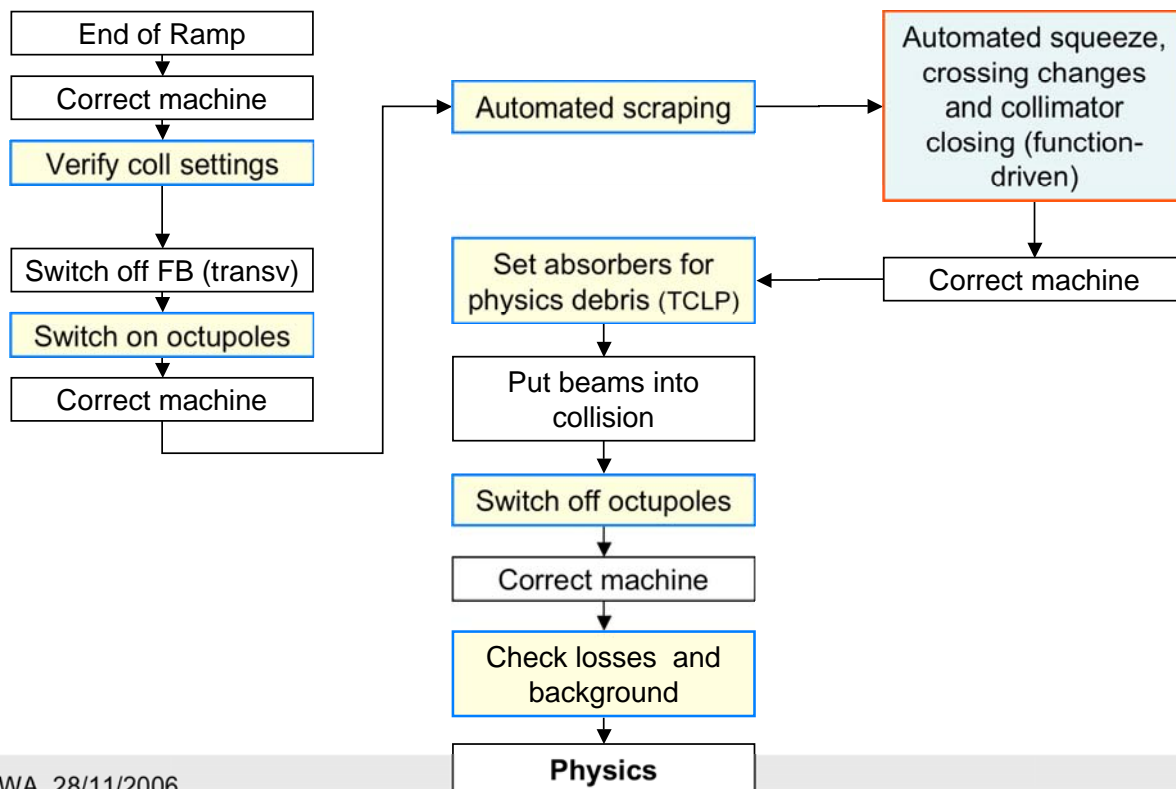 End of Ramp
Correct machine
Verify coll settings
Switch off FB (transv)
Switch on octupoles
Correct machine
Automated scraping
Automated squeeze,
crossing changes
and collimator
closing (function-
driven)
Correct machine
Set absorbers for
physics debris (TCLP)
Put beams into
collision
Switch off octupoles
Correct machine
Check losses and
background
Physics
WA 28/11/2006